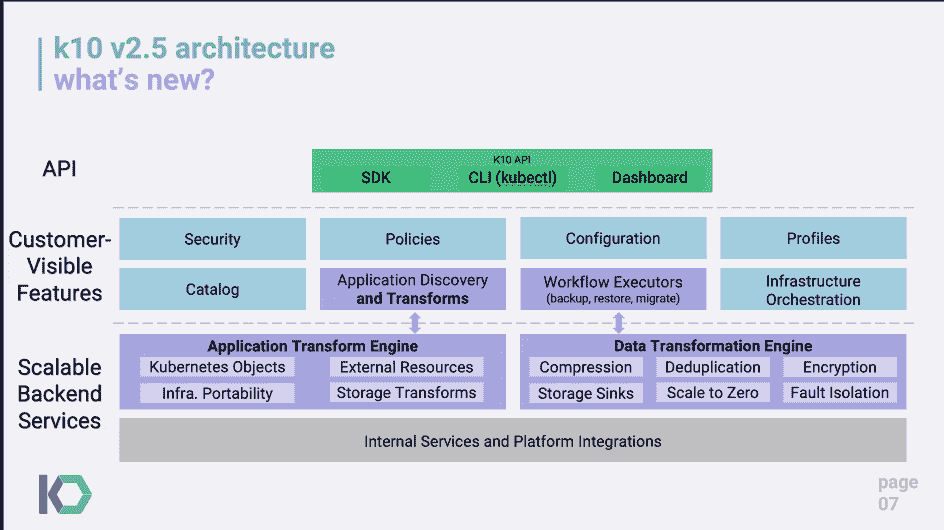 k10 v2.5 architecture
what's new?
API
K10 API
SDK
CLI (kubectl)
Dashboard
Customer-
Visible
Features
Security
Policies
Configuration
Profiles
Catalog
Application Discovery
and Transforms
Workflow Executors
(backup, restore, migrate)
Infrastructure
Orchestration
Scalable
Backend
Services
Application Transform Engine
Kubernetes Objects
External Resources
Infra. Portability
Storage Transforms
Data Transformation Engine
Compression
Deduplication
Encryption
Storage Sinks
Scale to Zero
Fault Isolation
Internal Services and Platform Integrations
K
page
07